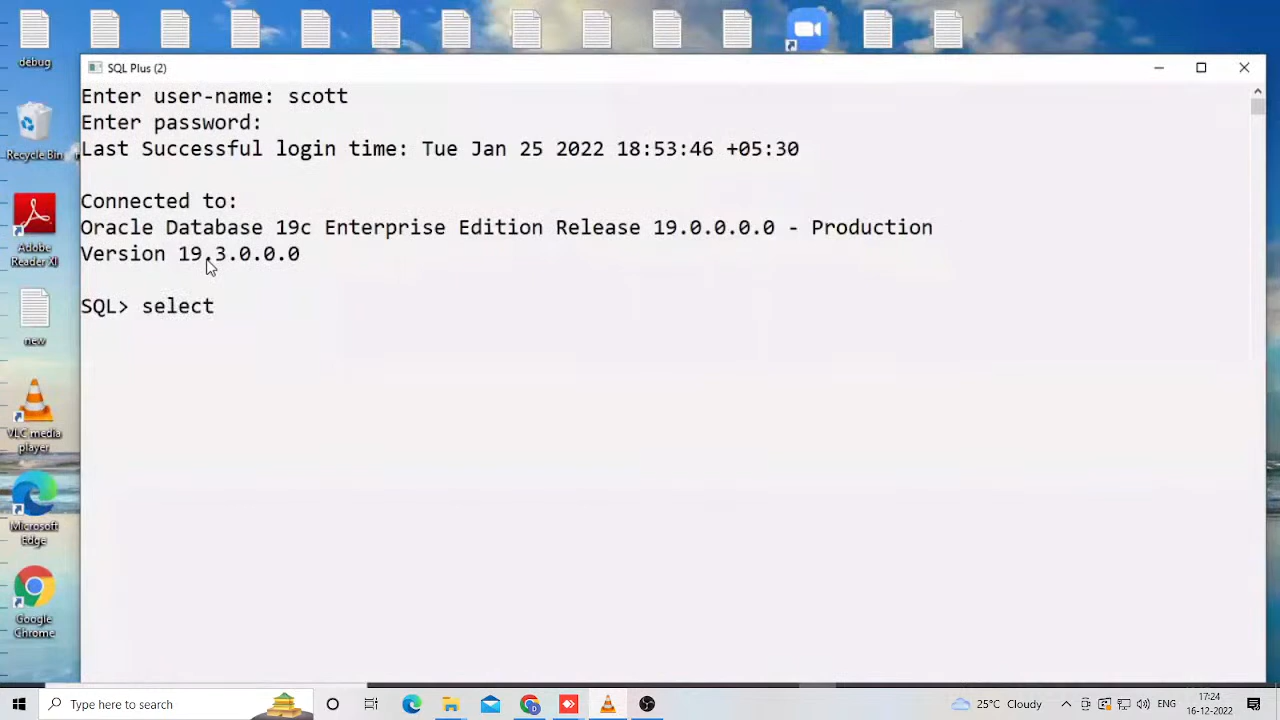 debug
SQL Plus (2)
Enter user-name: scott
Enter password:
Last Successful login time: Tue Jan 25 2022 18:53:46 +05:30
Recycle Bin
Connected to:
Oracle Database 19c Enterprise Edition Release 19.0.0.0.0 - Production
Version 19.3.0.0.0
Adobe
Reader XI
SQL> select
new
VLC media
player
Microsoft
Edge
Google
Chrome
Type here to search
25°C Cloudy
ENG
17:24
16-12-2022